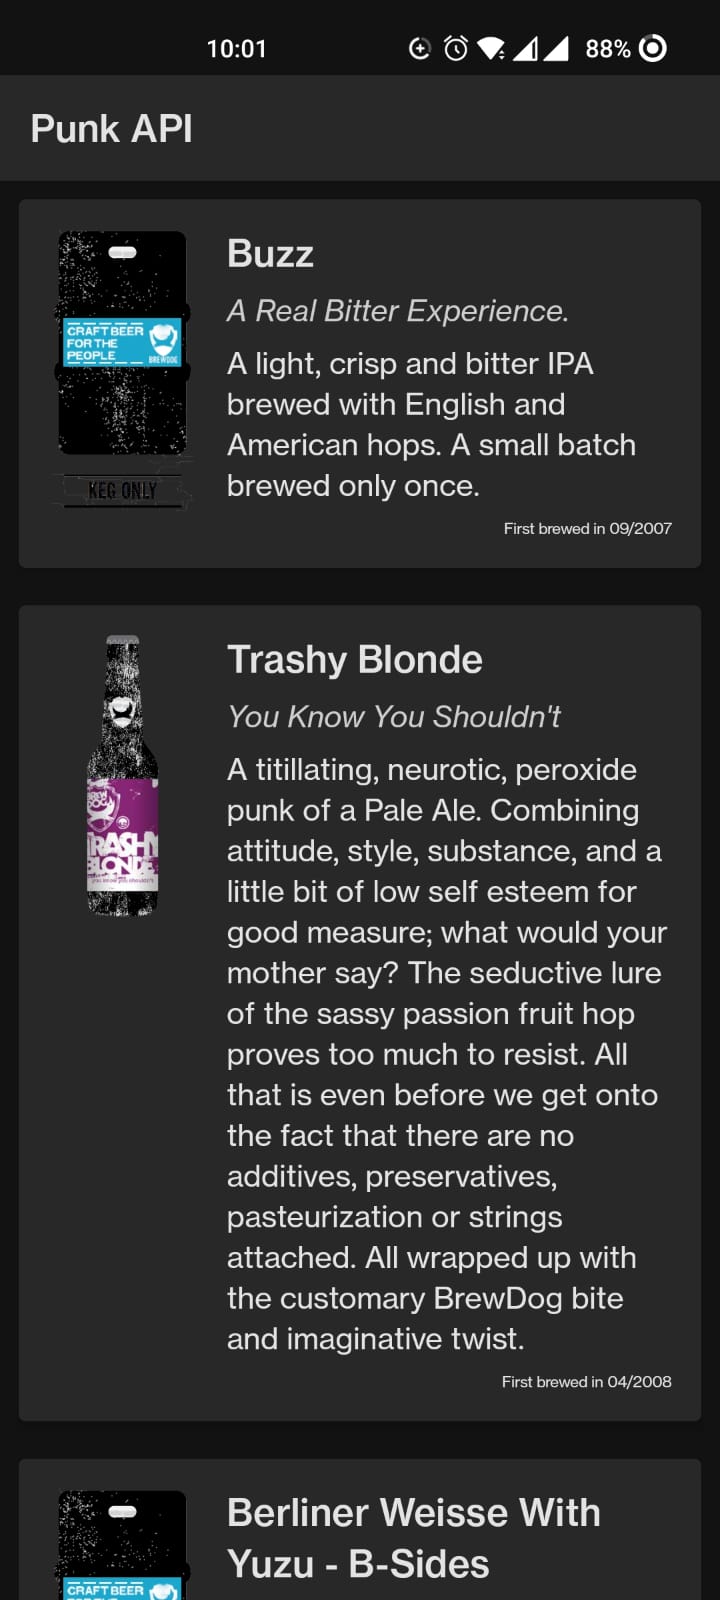 10:01
88%
Punk API
CRAFT BEER
FOR THE
PEOPLE
BREWDOG
KEG ONLY
Buzz
A Real Bitter Experience.
A light, crisp and bitter IPA
brewed with English and
American hops. A small batch
brewed only once.
First brewed in 09/2007
BREW
DOG
TRASHY
BLONDE
you know you shouldn't
Trashy Blonde
You Know You Shouldn't
A titillating, neurotic, peroxide
punk of a Pale Ale. Combining
attitude, style, substance, and a
little bit of low self esteem for
good measure; what would your
mother say? The seductive lure
of the sassy passion fruit hop
proves too much to resist. All
that is even before we get onto
the fact that there are no
additives, preservatives,
pasteurization or strings
attached. All wrapped up with
the customary BrewDog bite
and imaginative twist.
First brewed in 04/2008
CRAFT BEER
Berliner Weisse With
Yuzu - B-Sides